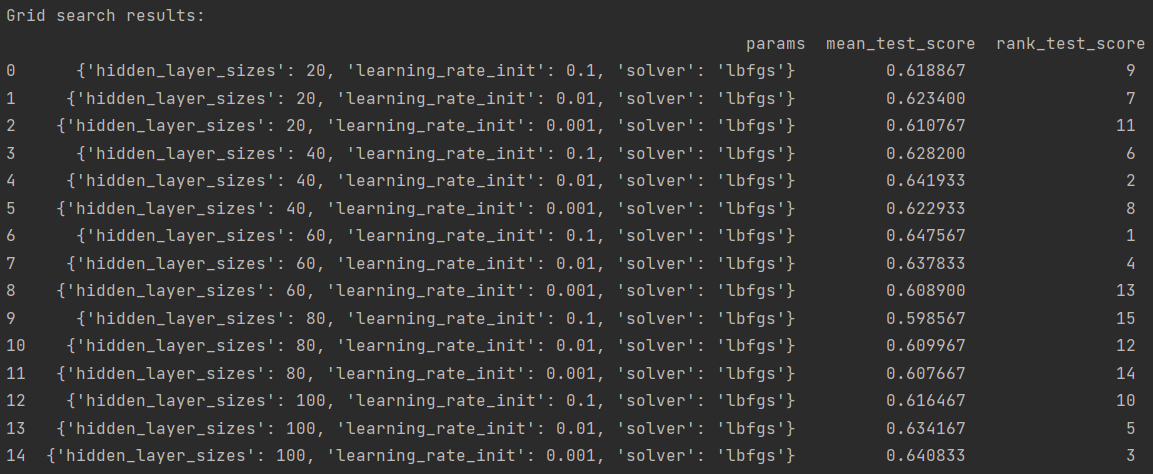 Grid search results:
params mean_test_score rank_test_score
0 {'hidden_layer_sizes': 20, 'learning_rate_init': 0.1, 'solver': 'lbfgs'} 0.618867 9
1 {'hidden_layer_sizes': 20, 'learning_rate_init': 0.01, 'solver': 'lbfgs'} 0.623400 7
2 {'hidden_layer_sizes': 20, 'learning_rate_init': 0.001, 'solver': 'lbfgs'} 0.610767 11
3 {'hidden_layer_sizes': 40, 'learning_rate_init': 0.1, 'solver': 'lbfgs'} 0.628200 6
4 {'hidden_layer_sizes': 40, 'learning_rate_init': 0.01, 'solver': 'lbfgs'} 0.641933 2
5 {'hidden_layer_sizes': 40, 'learning_rate_init': 0.001, 'solver': 'lbfgs'} 0.622933 8
6 {'hidden_layer_sizes': 60, 'learning_rate_init': 0.1, 'solver': 'lbfgs'} 0.647567 1
7 {'hidden_layer_sizes': 60, 'learning_rate_init': 0.01, 'solver': 'lbfgs'} 0.637833 4
8 {'hidden_layer_sizes': 60, 'learning_rate_init': 0.001, 'solver': 'lbfgs'} 0.608900 13
9 {'hidden_layer_sizes': 80, 'learning_rate_init': 0.1, 'solver': 'lbfgs'} 0.598567 15
10 {'hidden_layer_sizes': 80, 'learning_rate_init': 0.01, 'solver': 'lbfgs'} 0.609967 12
11 {'hidden_layer_sizes': 80, 'learning_rate_init': 0.001, 'solver': 'lbfgs'} 0.607667 14
12 {'hidden_layer_sizes': 100, 'learning_rate_init': 0.1, 'solver': 'lbfgs'} 0.616467 10
13 {'hidden_layer_sizes': 100, 'learning_rate_init': 0.01, 'solver': 'lbfgs'} 0.634167 5
14 {'hidden_layer_sizes': 100, 'learning_rate_init': 0.001, 'solver': 'lbfgs'} 0.640833 3